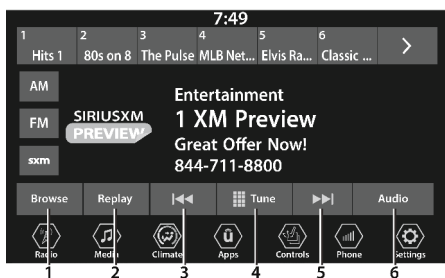 7:49
1 2 3 4 5 6
Hits 1 80s on 8 The Pulse MLB Net... Elvis Ra... Classic ...
AM
FM
sxm
SIRIUSXM
PREVIEW
Entertainment
1 XM Preview
Great Offer Now!
844-711-8800
Browse Replay Tune Audio
Radio Media Climate Apps Controls Phone Settings
1 2 3 4 5 6